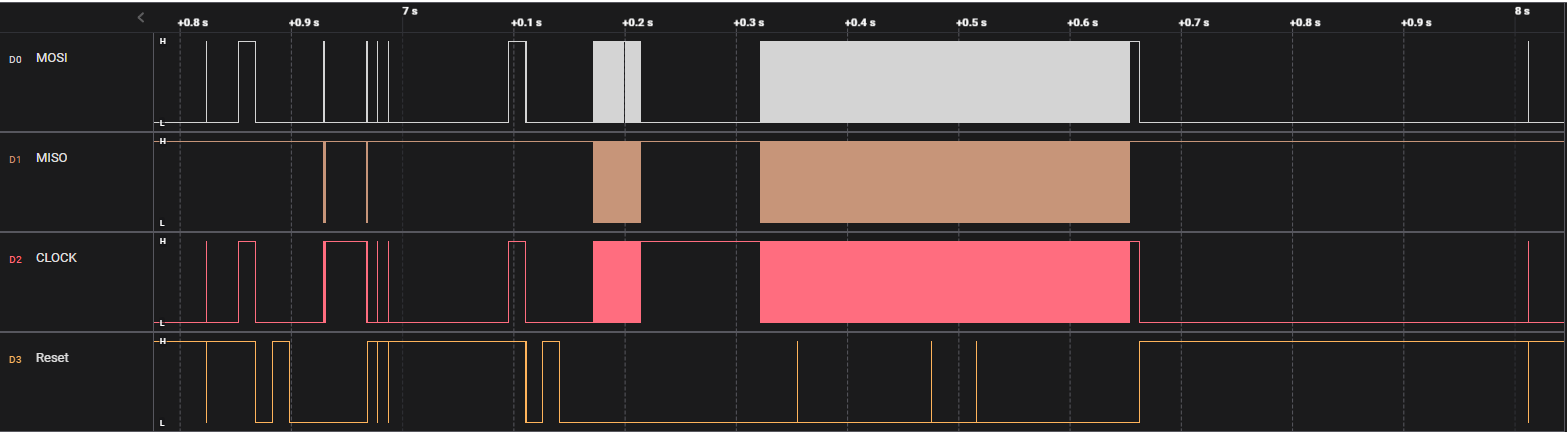 7 s 8 s
+0.8 s +0.9 s +0.1 s +0.2 s +0.3 s +0.4 s +0.5 s +0.6 s +0.7 s +0.8 s +0.9 s
H
D0 MOSI
L
H
D1 MISO
L
H
D2 CLOCK
L
H
D3 Reset
L